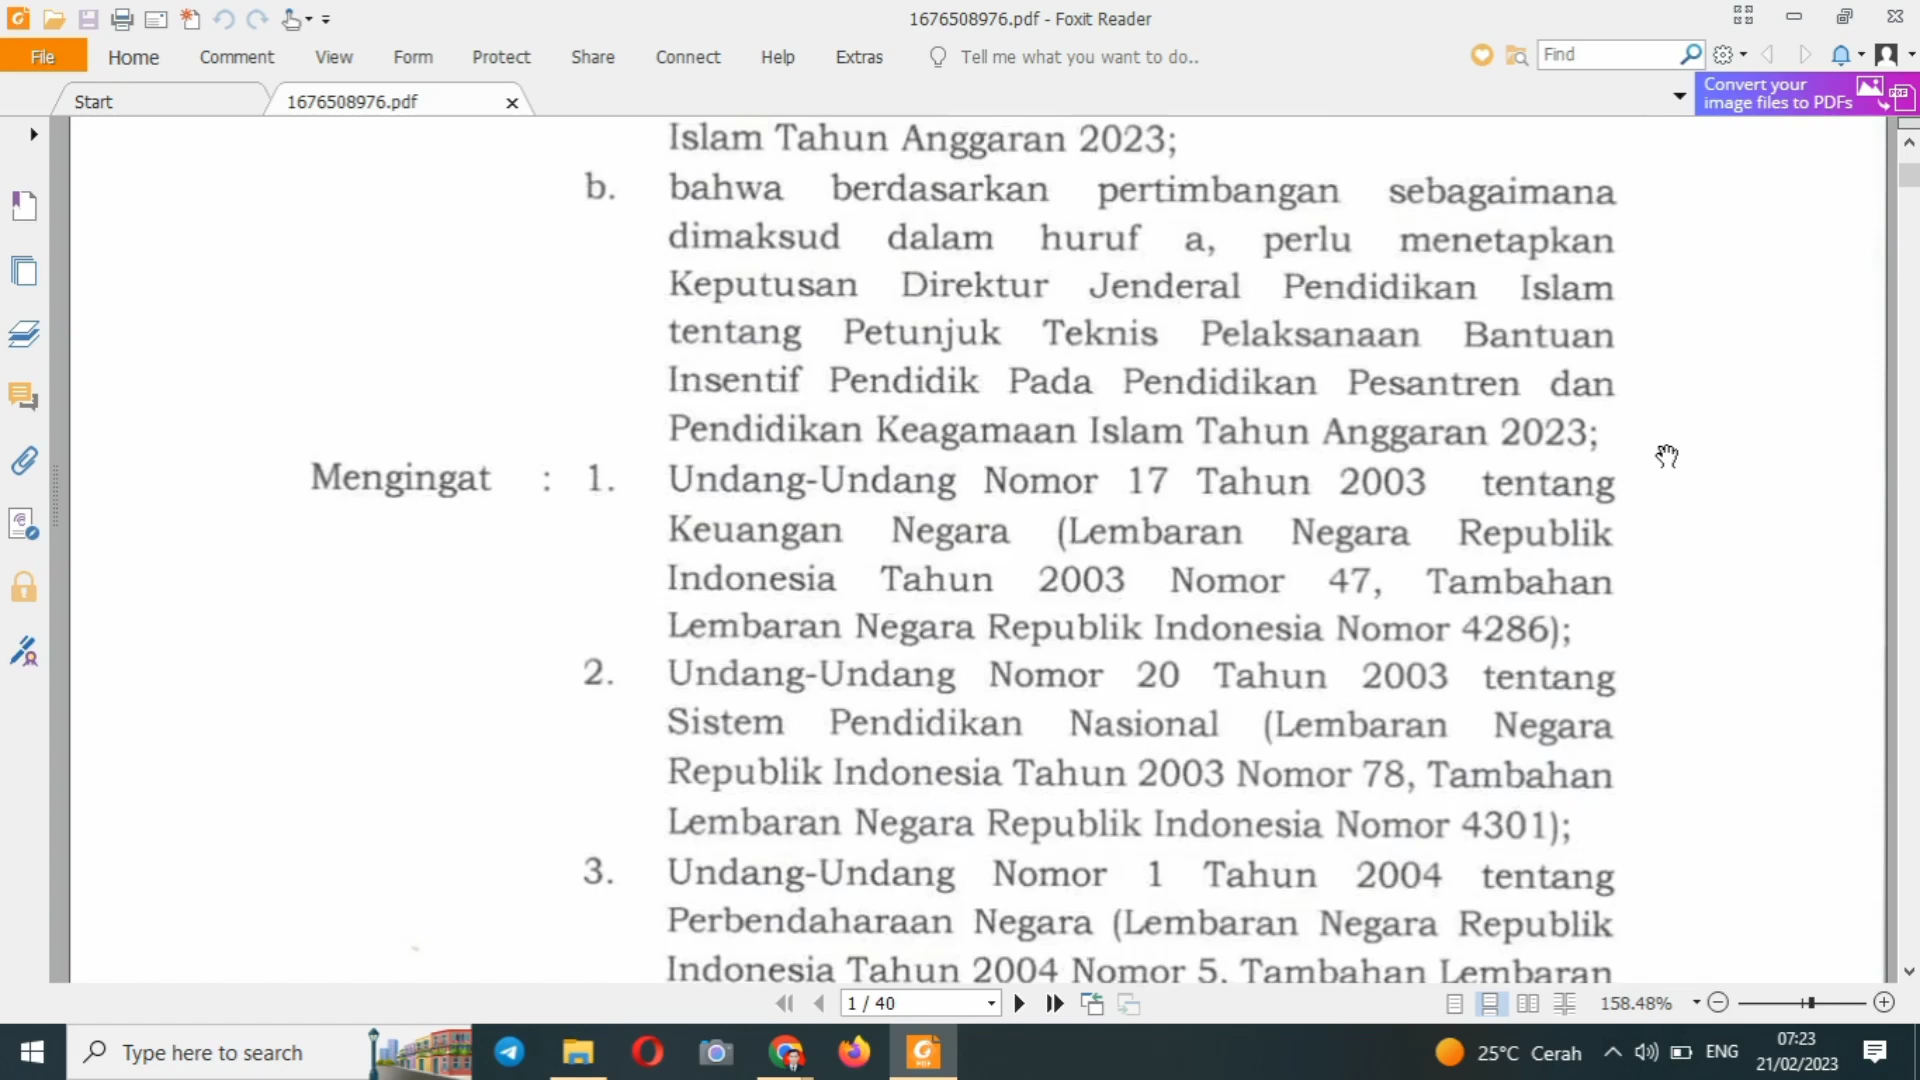 1676508976.pdf - Foxit Reader
File Home Comment View Form Protect Share Connect Help Extras Tell me what you want to do.. Find
Start 1676508976.pdf
Convert your
image files to PDFs
PDF
Islam Tahun Anggaran 2023;
b. bahwa berdasarkan pertimbangan sebagaimana
dimaksud dalam huruf a, perlu menetapkan
Keputusan Direktur Jenderal Pendidikan Islam
tentang Petunjuk Teknis Pelaksanaan Bantuan
Insentif Pendidik Pada Pendidikan Pesantren dan
Pendidikan Keagamaan Islam Tahun Anggaran 2023;
Mengingat : 1. Undang-Undang Nomor 17 Tahun 2003 tentang
Keuangan Negara (Lembaran Negara Republik
Indonesia Tahun 2003 Nomor 47, Tambahan
Lembaran Negara Republik Indonesia Nomor 4286);
2. Undang-Undang Nomor 20 Tahun 2003 tentang
Sistem Pendidikan Nasional (Lembaran Negara
Republik Indonesia Tahun 2003 Nomor 78, Tambahan
Lembaran Negara Republik Indonesia Nomor 4301);
3. Undang-Undang Nomor 1 Tahun 2004 tentang
Perbendaharaan Negara (Lembaran Negara Republik
Indonesia Tahun 2004 Nomor 5, Tambahan Lembaran
1 / 40 158.48%
Type here to search 25°C Cerah ENG 07:23
21/02/2023